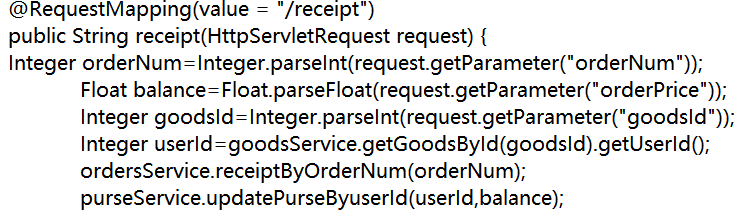 @RequestMapping(value = "/receipt")
public String receipt(HttpServletRequest request) {
Integer orderNum=Integer.parseInt(request.getParameter("orderNum"));
Float balance=Float.parseFloat(request.getParameter("orderPrice"));
Integer goodsId=Integer.parseInt(request.getParameter("goodsId"));
Integer userId=goodsService.getGoodsById(goodsId).getUserId();
ordersService.receiptByOrderNum(orderNum);
purseService.updatePurseByuserId(userId,balance);